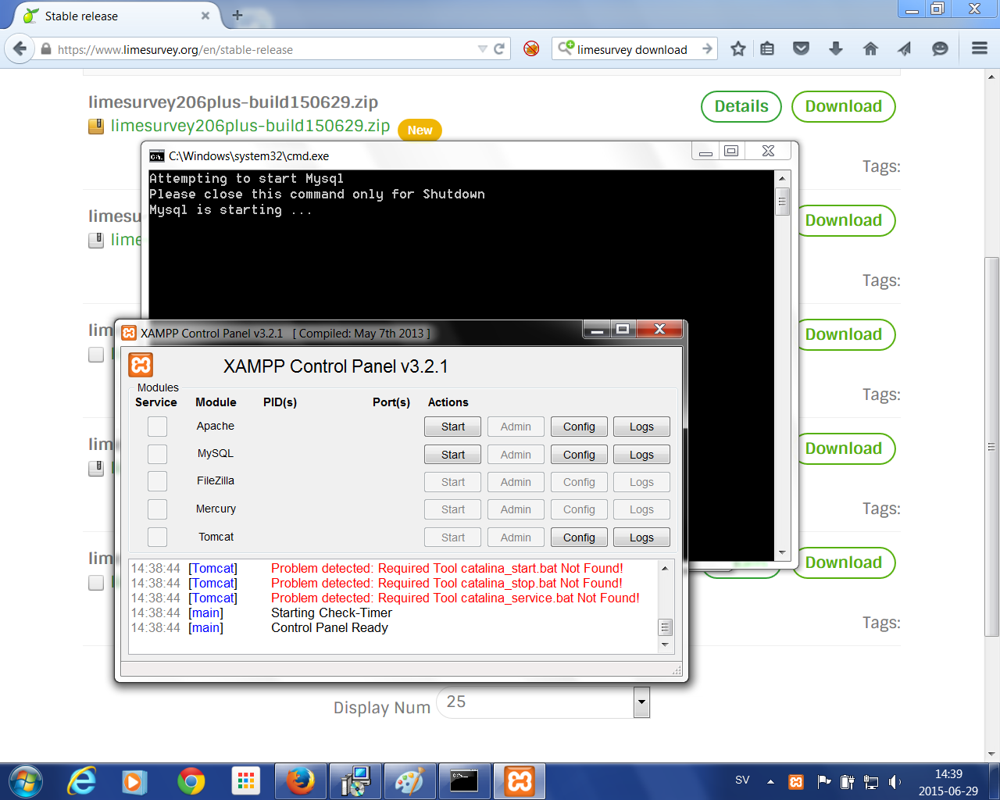 Stable release
https://www.limesurvey.org/en/stable-release
limesurvey download
limesurvey206plus-build150629.zip
Details
Download
limesurvey206plus-build150629.zip
New
Tags:
C:\Windows\system32\cmd.exe
Attempting to start Mysql
Please close this command only for Shutdown
Mysql is starting ...
limesu
Download
lime
Tags:
lim
Download
Tags:
XAMPP Control Panel v3.2.1 [ Compiled: May 7th 2013 ]
XAMPP Control Panel v3.2.1
Modules
Service Module PID(s) Port(s) Actions
Apache Start Admin Config Logs
MySQL Start Admin Config Logs
FileZilla Start Admin Config Logs
Mercury Start Admin Config Logs
Tomcat Start Admin Config Logs
14:38:44 [Tomcat] Problem detected: Required Tool catalina_start.bat Not Found!
14:38:44 [Tomcat] Problem detected: Required Tool catalina_stop.bat Not Found!
14:38:44 [Tomcat] Problem detected: Required Tool catalina_service.bat Not Found!
14:38:44 [main] Starting Check-Timer
14:38:44 [main] Control Panel Ready
lim
Download
Tags:
lim
Download
Tags:
Display Num 25
SV
14:39
2015-06-29